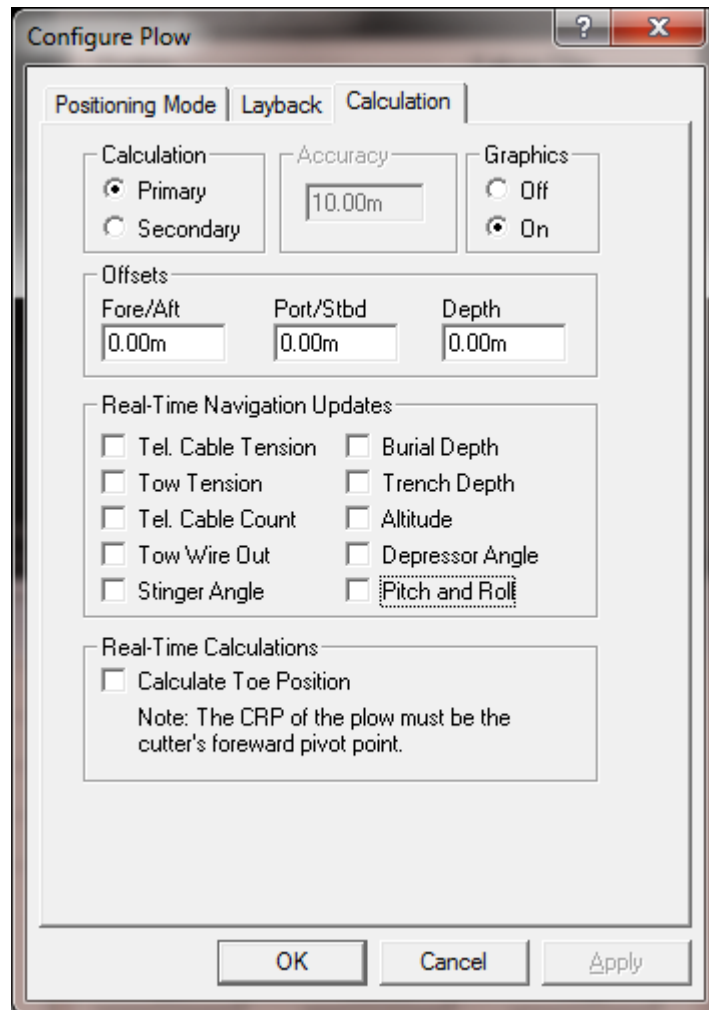 Configure Plow
? X
Positioning Mode Layback Calculation
Calculation Accuracy Graphics
Primary 10.00m Off
Secondary On
Offsets
Fore/Aft Port/Stbd Depth
0.00m 0.00m 0.00m
Real-Time Navigation Updates
Tel. Cable Tension Burial Depth
Tow Tension Trench Depth
Tel. Cable Count Altitude
Tow Wire Out Depressor Angle
Stinger Angle Pitch and Roll
Real-Time Calculations
Calculate Toe Position
Note: The CRP of the plow must be the
cutter's foreward pivot point.
OK Cancel Apply